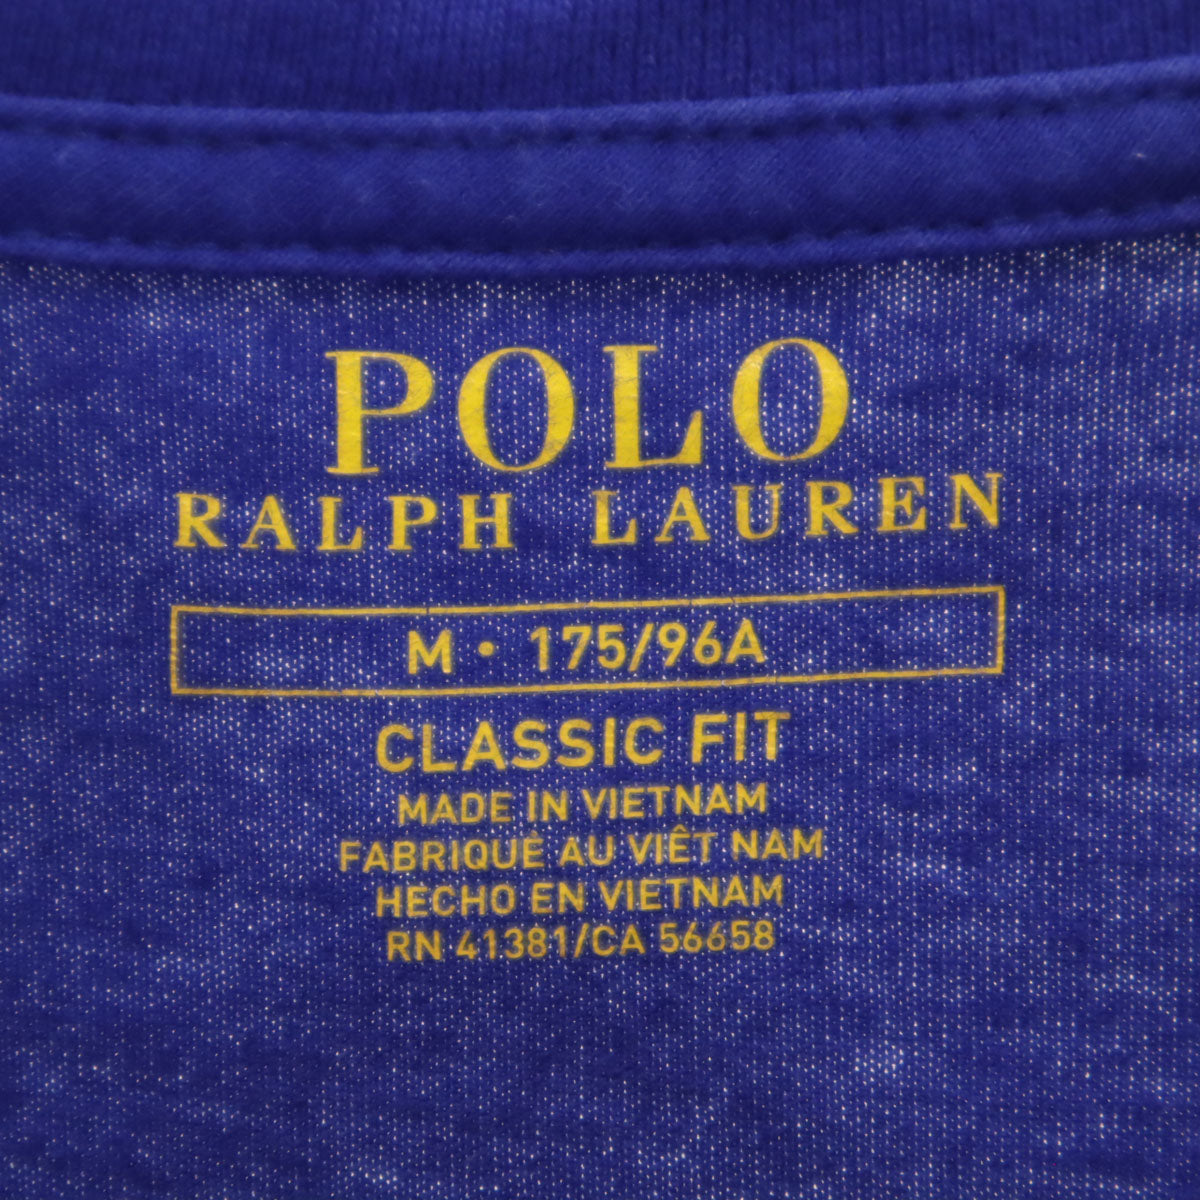 POLO
RALPH LAUREN
M • 175/96A
CLASSIC FIT
MADE IN VIETNAM
FABRIQUÉ AU VIÊT NAM
HECHO EN VIETNAM
RN 41381/CA 56658